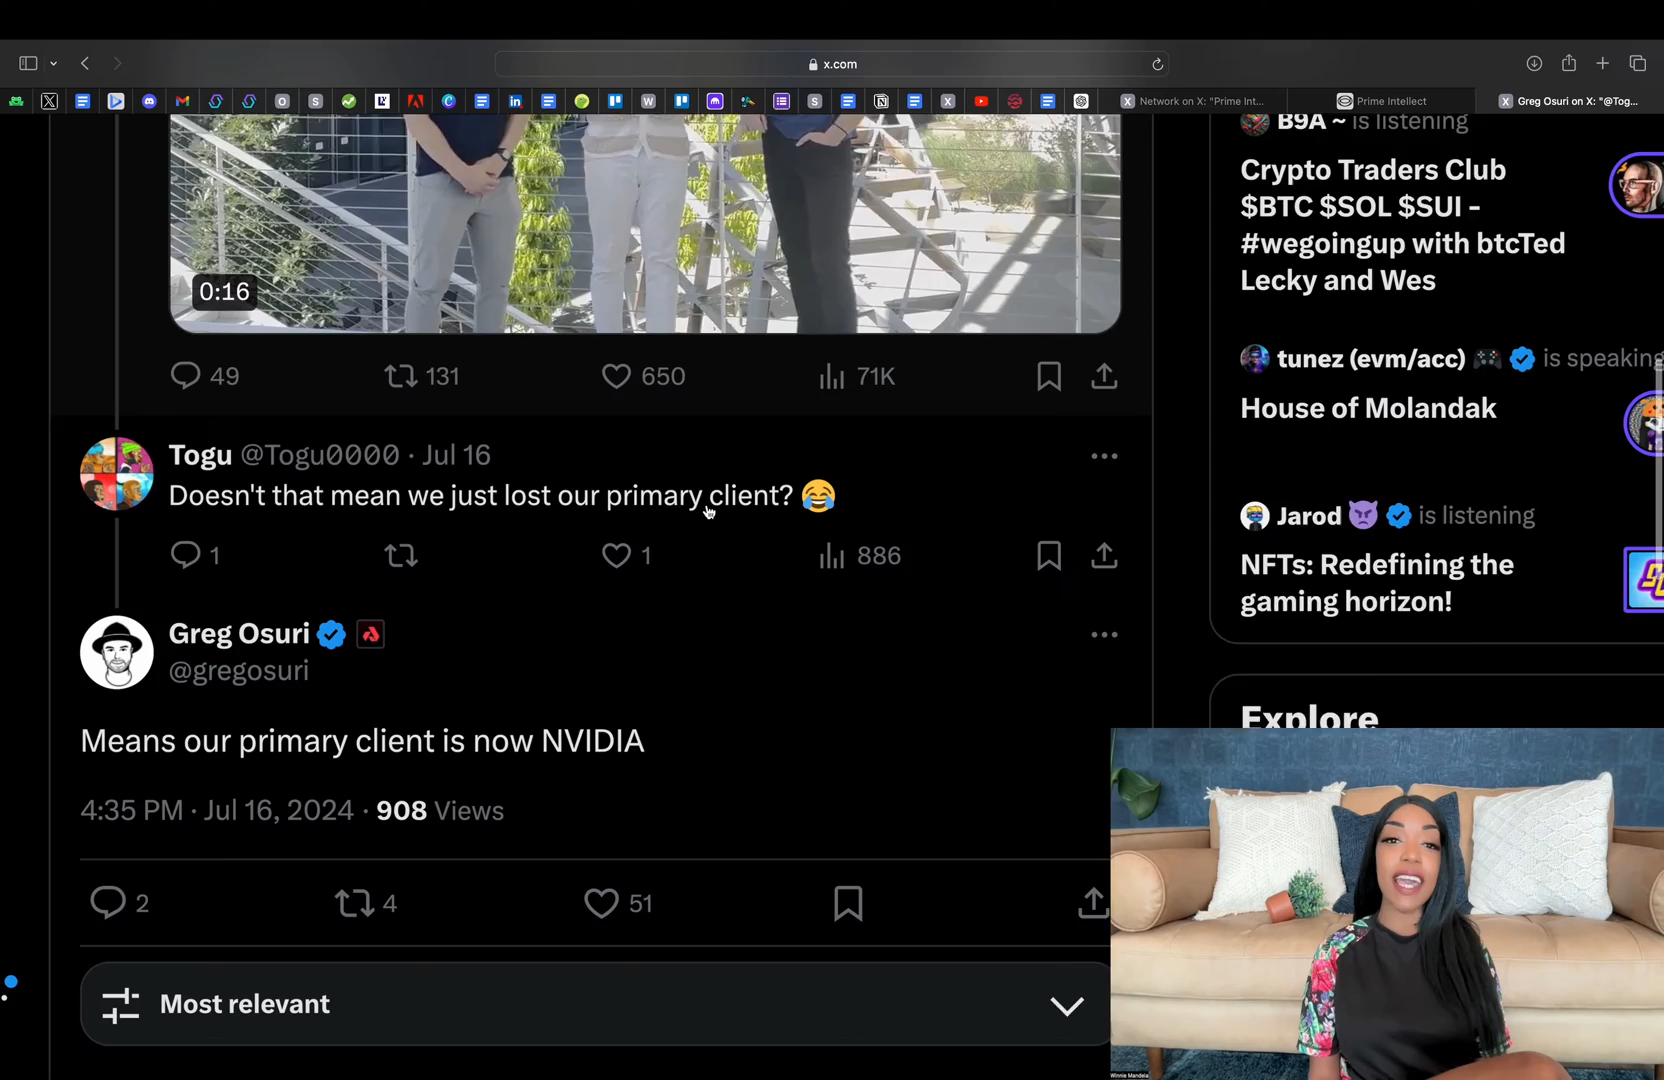 x.com
Network on X: "Prime Int...
Prime Intellect
Greg Osuri on X: "@Tog...
0:16
49
131
650
71K
Togu @Togu0000 · Jul 16
Doesn't that mean we just lost our primary client? 😂
1
1
886
Greg Osuri
@gregosuri
Means our primary client is now NVIDIA
4:35 PM · Jul 16, 2024 · 908 Views
2
4
51
Most relevant
B9A ~ is listening
Crypto Traders Club
$BTC $SOL $SUI -
#wegoingup with btcTed
Lecky and Wes
tunez (evm/acc) 🎮 is speaking
House of Molandak
Jarod 😈 is listening
NFTs: Redefining the
gaming horizon!
Explore
Winnie Mandela